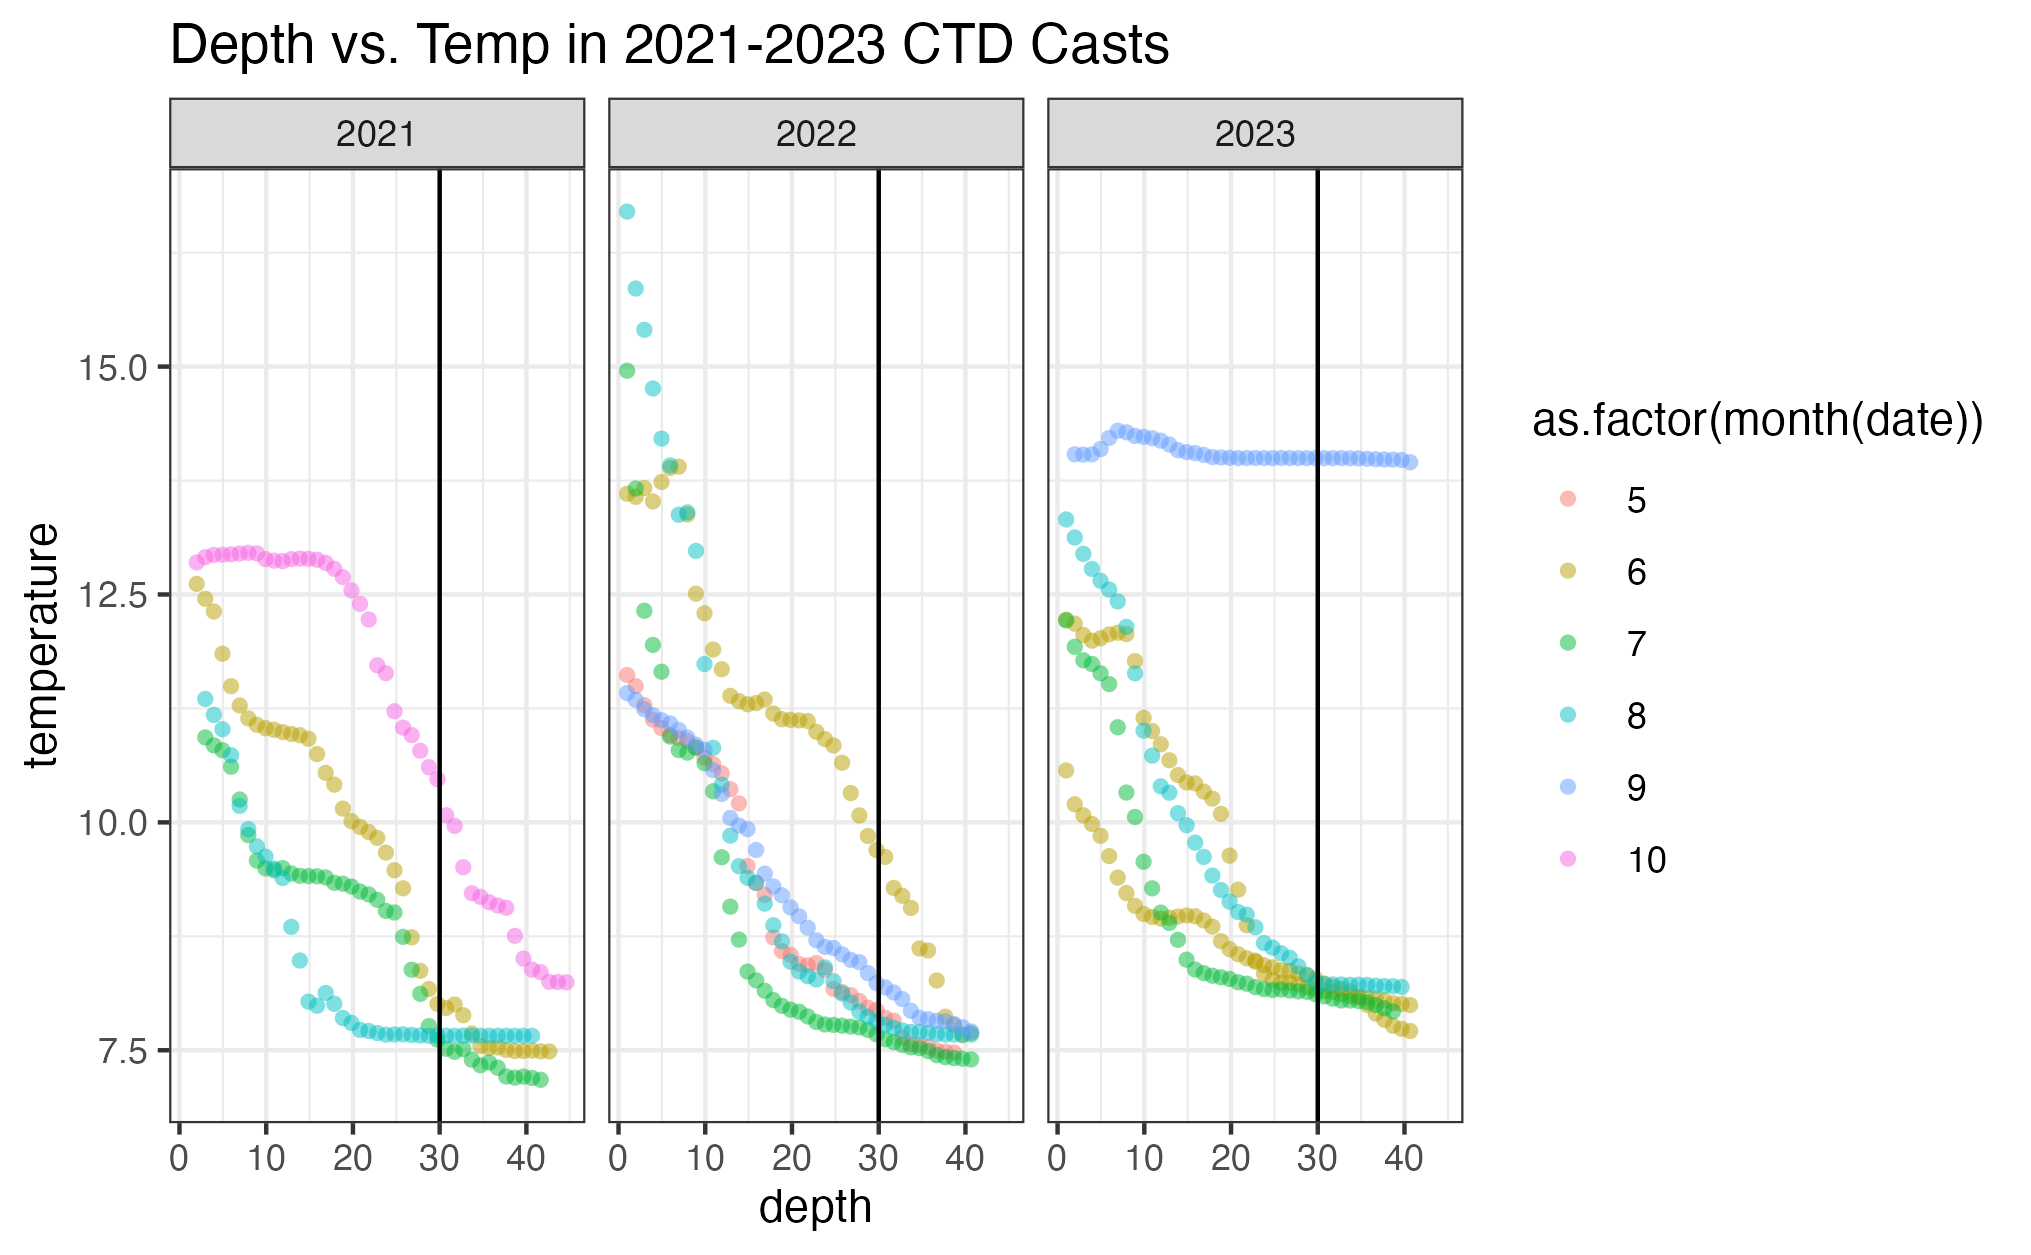 Depth vs. Temp in 2021-2023 CTD Casts
2021 2022 2023
temperature
15.0
12.5
10.0
7.5
0 10 20 30 40 0 10 20 30 40 0 10 20 30 40
depth
as.factor(month(date))
5
6
7
8
9
10